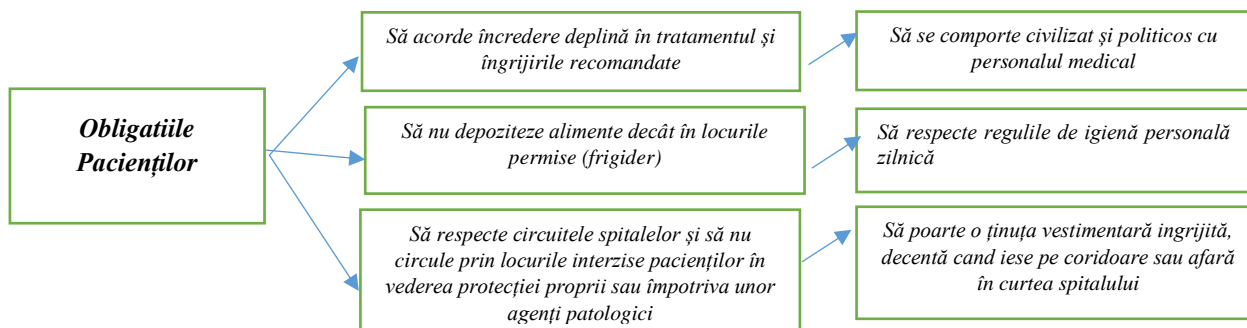 Obligatiile
Pacienților
Să acorde încredere deplină în tratamentul și
îngrijirile recomandate
Să se comporte civilizat și politicos cu
personalul medical
Să nu depoziteze alimente decât în locurile
permise (frigider)
Să respecte regulile de igienă personală
zilnică
Să respecte circuitele spitalelor și să nu
circule prin locurile interzise pacienților în
vederea protecției proprii sau împotriva unor
agenți patologici
Să poarte o ținuta vestimentară ingrijită,
decentă cand iese pe coridoare sau afară
în curtea spitalului